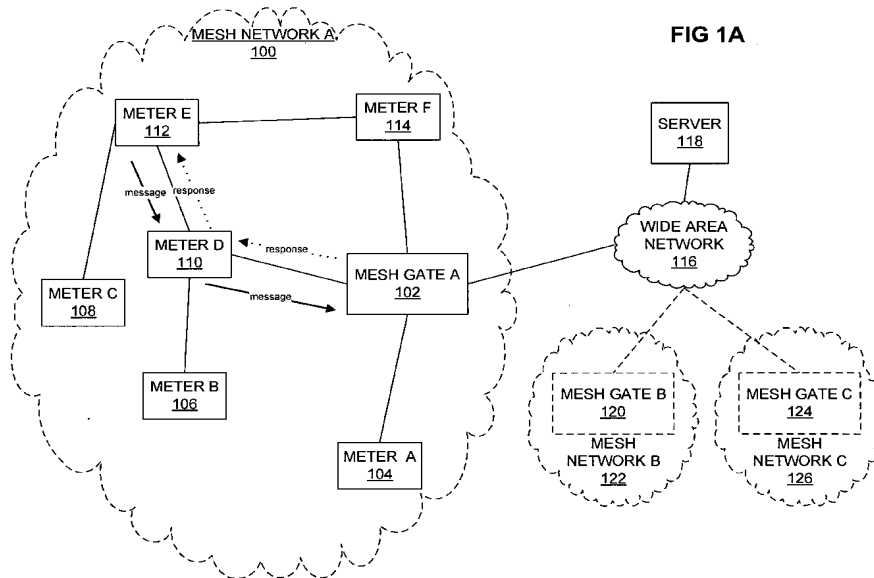 MESH NETWORK A
100
FIG 1A
METER E
112
METER F
114
SERVER
118
message
response
METER D
110
response
WIDE AREA
NETWORK
116
MESH GATE A
102
METER C
108
message
METER B
106
MESH GATE B
120
MESH
NETWORK B
122
MESH GATE C
124
MESH
NETWORK C
126
METER A
104